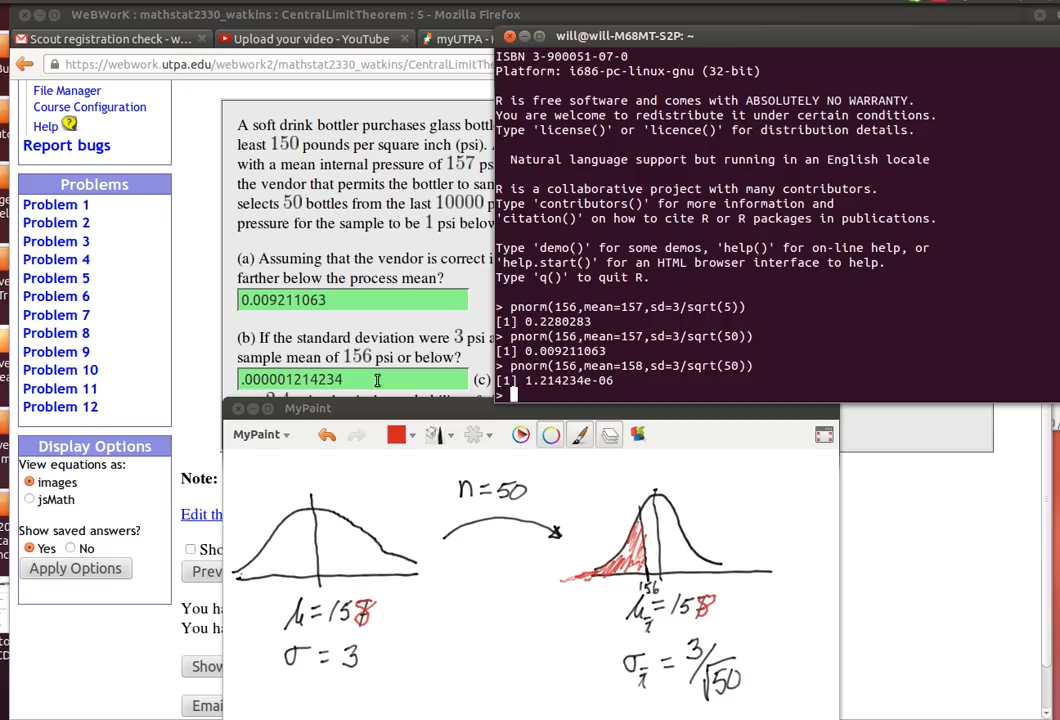 WeBWorK : mathstat2330_watkins : CentralLimitTheorem : 5 - Mozilla Firefox
Scout registration check - w...
Upload your video - YouTube
myUTPA -
https://webwork.utpa.edu/webwork2/mathstat2330_watkins/CentralLimitThe
File Manager
Course Configuration
Help
Report bugs
Problems
Problem 1
Problem 2
Problem 3
Problem 4
Problem 5
Problem 6
Problem 7
Problem 8
Problem 9
Problem 10
Problem 11
Problem 12
Display Options
View equations as:
images
jsMath
Show saved answers?
Yes No
Apply Options
A soft drink bottler purchases glass bottl
least 150 pounds per square inch (psi).
with a mean internal pressure of 157 ps
the vendor that permits the bottler to sam
selects 50 bottles from the last 10000 p
pressure for the sample to be 1 psi below
(a) Assuming that the vendor is correct i
farther below the process mean?
0.009211063
(b) If the standard deviation were 3 psi a
sample mean of 156 psi or below?
.000001214234
(c)
Note:
Edit th
Sho
Prev
You ha
You ha
Show
Emai
will@will-M68MT-S2P: ~
ISBN 3-900051-07-0
Platform: i686-pc-linux-gnu (32-bit)
R is free software and comes with ABSOLUTELY NO WARRANTY.
You are welcome to redistribute it under certain conditions.
Type 'license()' or 'licence()' for distribution details.
Natural language support but running in an English locale
R is a collaborative project with many contributors.
Type 'contributors()' for more information and
'citation()' on how to cite R or R packages in publications.
Type 'demo()' for some demos, 'help()' for on-line help, or
'help.start()' for an HTML browser interface to help.
Type 'q()' to quit R.
> pnorm(156,mean=157,sd=3/sqrt(5))
[1] 0.2280283
> pnorm(156,mean=157,sd=3/sqrt(50))
[1] 0.009211063
> pnorm(156,mean=158,sd=3/sqrt(50))
[1] 1.214234e-06
>
MyPaint
MyPaint
n = 50
156
μ = 158
μx̄ = 158
σ = 3
σx̄ = 3/√50